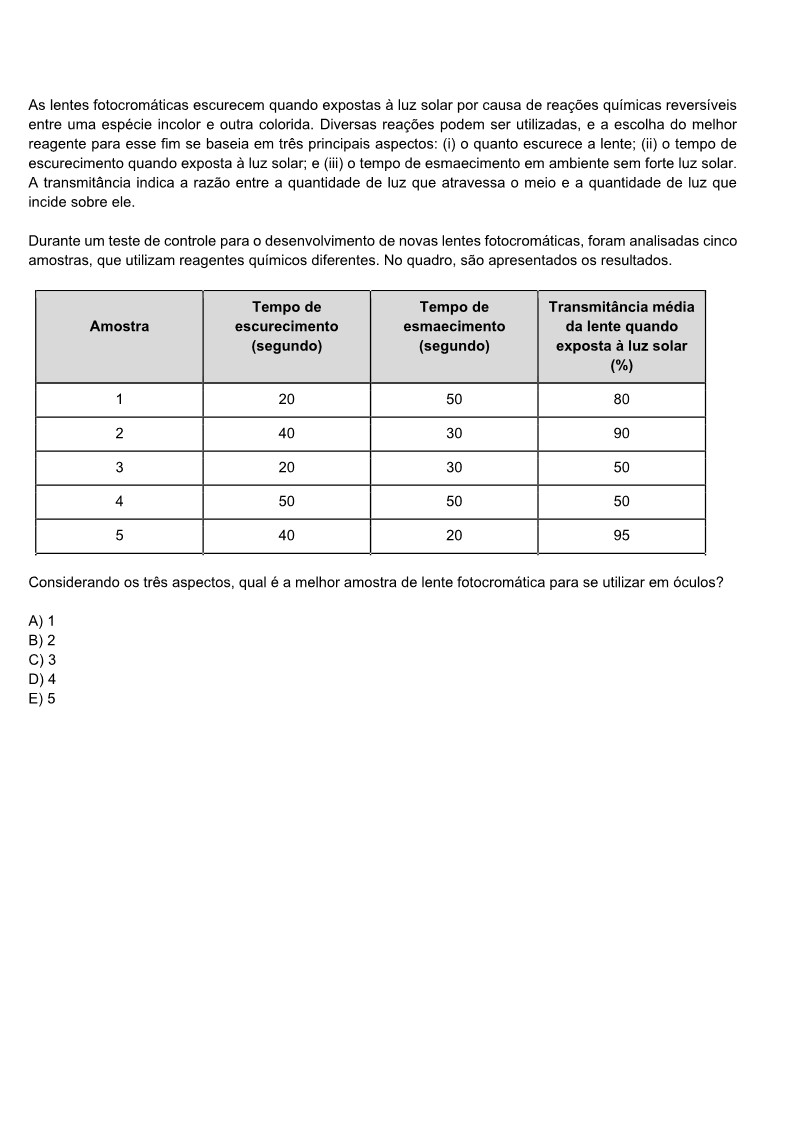 As lentes fotocromáticas escurecem quando expostas à luz solar por causa de reações químicas reversíveis
entre uma espécie incolor e outra colorida. Diversas reações podem ser utilizadas, e a escolha do melhor
reagente para esse fim se baseia em três principais aspectos: (i) o quanto escurece a lente; (ii) o tempo de
escurecimento quando exposta à luz solar; e (iii) o tempo de esmaecimento em ambiente sem forte luz solar.
A transmitância indica a razão entre a quantidade de luz que atravessa o meio e a quantidade de luz que
incide sobre ele.
Durante um teste de controle para o desenvolvimento de novas lentes fotocromáticas, foram analisadas cinco
amostras, que utilizam reagentes químicos diferentes. No quadro, são apresentados os resultados.
Amostra
Tempo de
escurecimento
(segundo)
Tempo de
esmaecimento
(segundo)
Transmitância média
da lente quando
exposta à luz solar
(%)
1 20 50 80
2 40 30 90
3 20 30 50
4 50 50 50
5 40 20 95
Considerando os três aspectos, qual é a melhor amostra de lente fotocromática para se utilizar em óculos?
A) 1
B) 2
C) 3
D) 4
E) 5